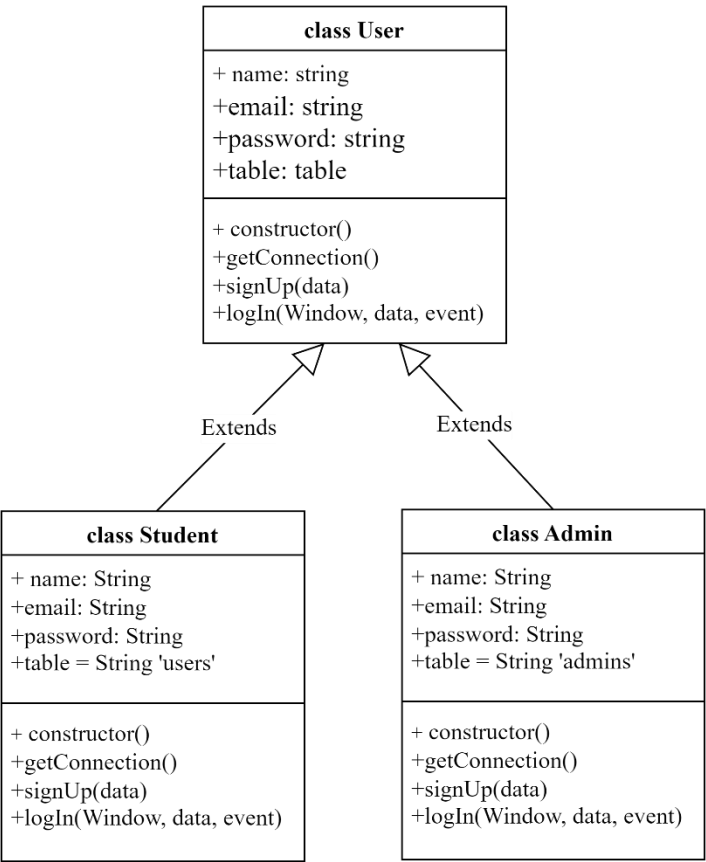 class User
+ name: string
+email: string
+password: string
+table: table
+ constructor()
+getConnection()
+signUp(data)
+logIn(Window, data, event)
Extends
Extends
class Student
+ name: String
+email: String
+password: String
+table = String 'users'
+ constructor()
+getConnection()
+signUp(data)
+logIn(Window, data, event)
class Admin
+ name: String
+email: String
+password: String
+table = String 'admins'
+ constructor()
+getConnection()
+signUp(data)
+logIn(Window, data, event)